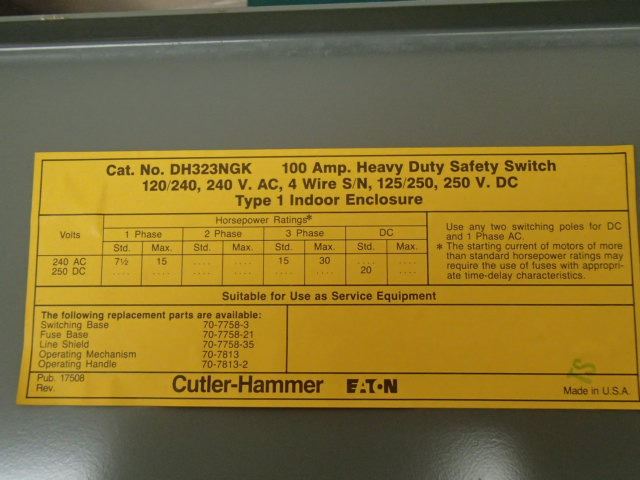 Cat. No. DH323NGK 100 Amp. Heavy Duty Safety Switch
120/240, 240 V. AC, 4 Wire S/N, 125/250, 250 V. DC
Type 1 Indoor Enclosure
Volts
Horsepower Ratings*
1 Phase 2 Phase 3 Phase DC
Std. Max. Std. Max. Std. Max. Std. Max.
240 AC 7½ 15 .... .... 15 30 .... ....
250 DC .... .... .... .... .... .... 20 ....
Use any two switching poles for DC
and 1 Phase AC.
* The starting current of motors of more
than standard horsepower ratings may
require the use of fuses with appropri-
ate time-delay characteristics.
Suitable for Use as Service Equipment
The following replacement parts are available:
Switching Base 70-7758-3
Fuse Base 70-7758-21
Line Shield 70-7758-35
Operating Mechanism 70-7813
Operating Handle 70-7813-2
Pub. 17508
Rev.
Cutler-Hammer EATON
Made in U.S.A.